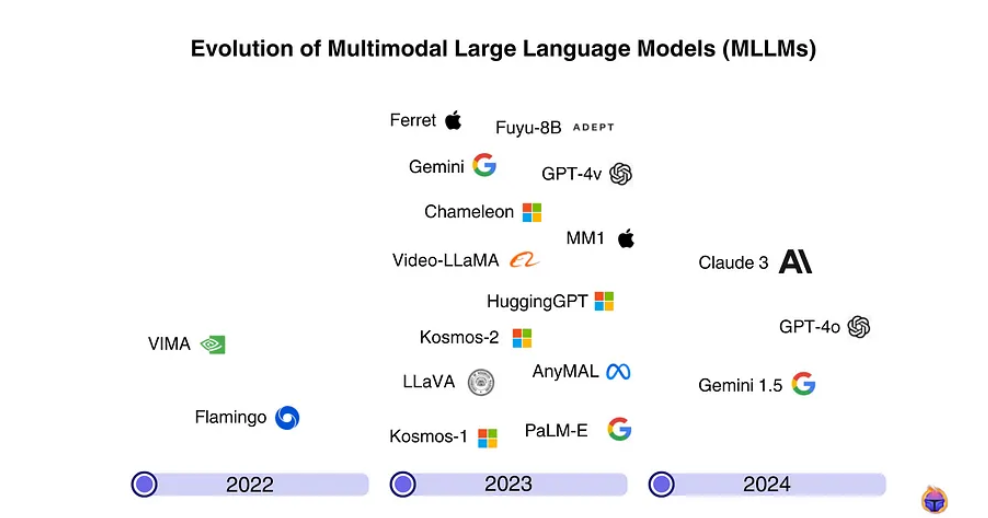 Evolution of Multimodal Large Language Models (MLLMs)
Ferret
Fuyu-8B ADEPT
Gemini
GPT-4v
Chameleon
MM1
Video-LLaMA
Claude 3 AI
HuggingGPT
GPT-4o
Kosmos-2
VIMA
AnyMAL
LLaVA
Gemini 1.5
Flamingo
Kosmos-1
PaLM-E
2022
2023
2024